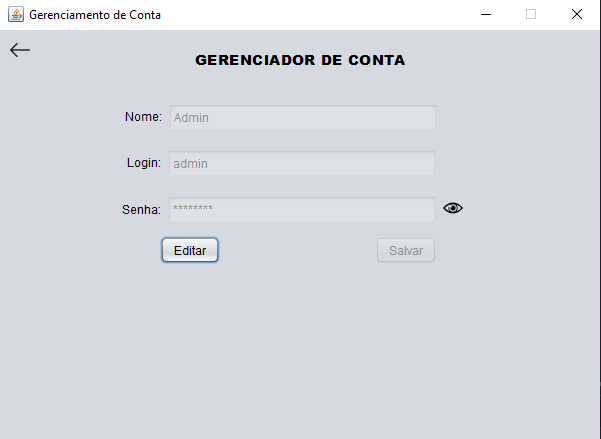 Gerenciamento de Conta
GERENCIADOR DE CONTA
Nome: Admin
Login: admin
Senha: ********
Editar Salvar